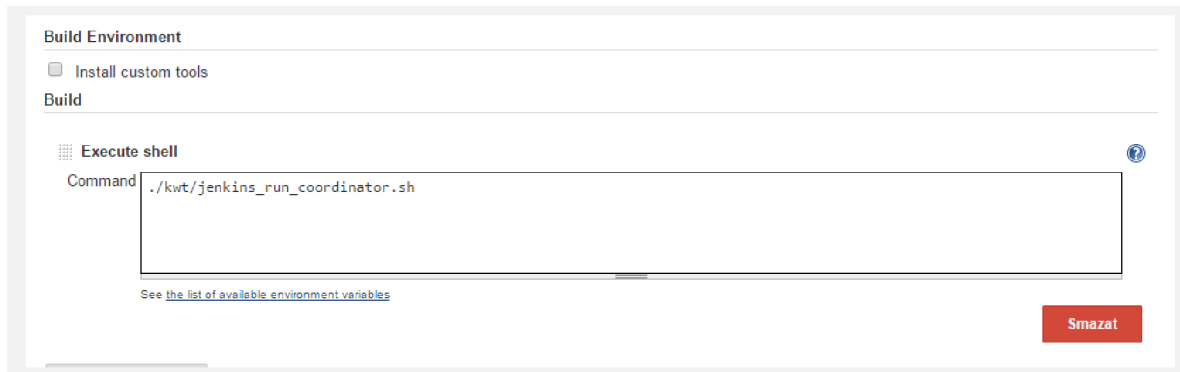 Build Environment
Install custom tools
Build
Execute shell
?
Command
./kwt/jenkins_run_coordinator.sh
See the list of available environment variables
Smazat